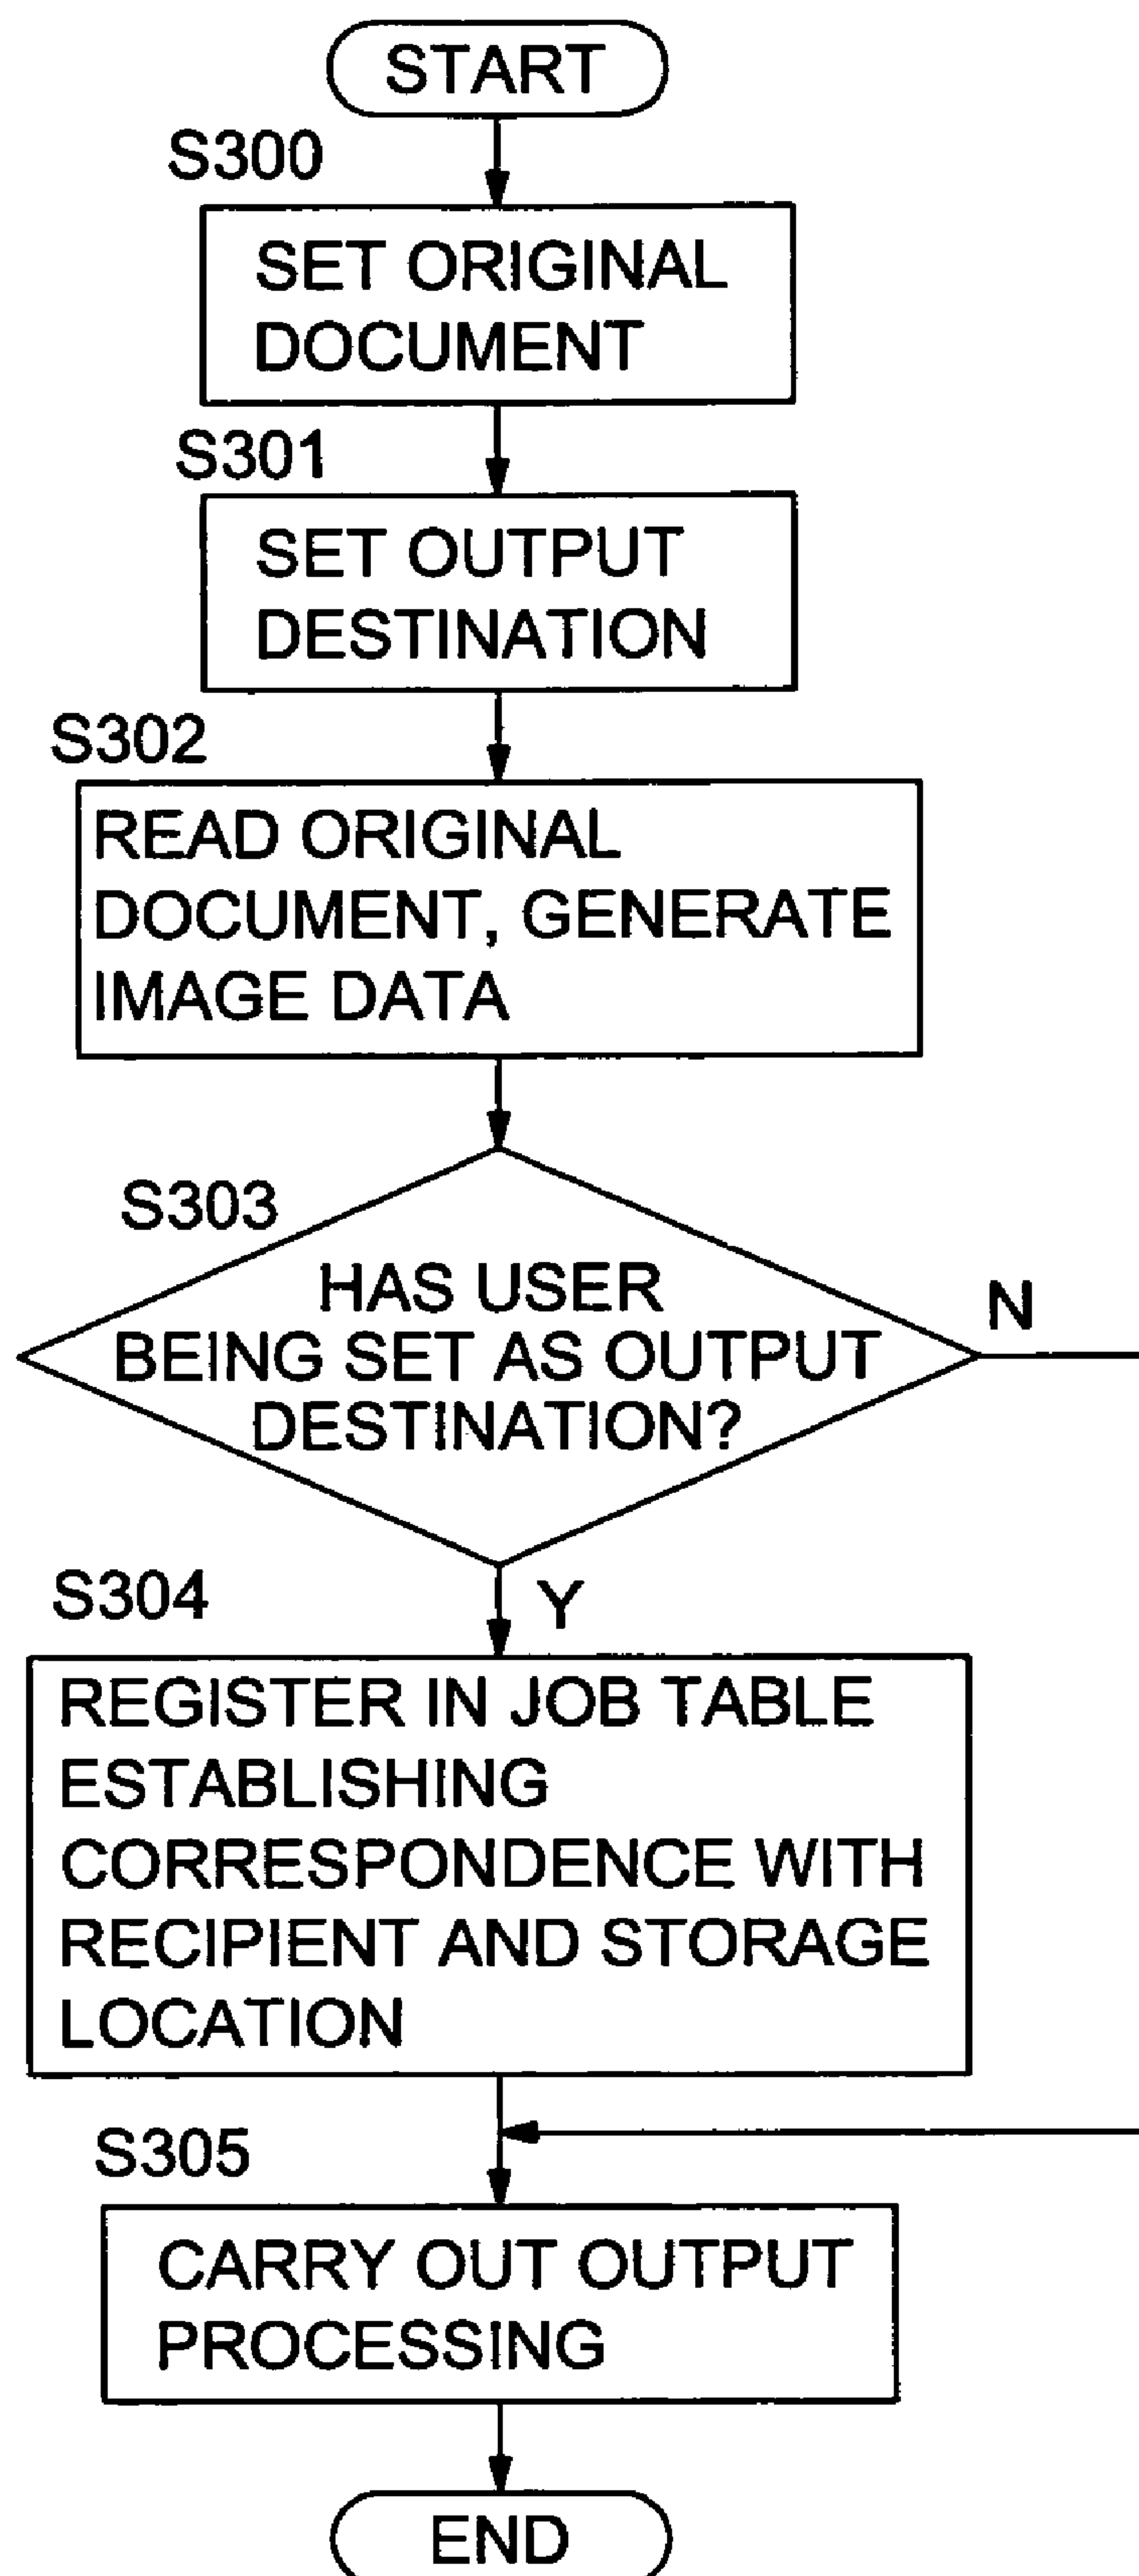 START
S300
SET ORIGINAL
DOCUMENT
S301
SET OUTPUT
DESTINATION
S302
READ ORIGINAL
DOCUMENT, GENERATE
IMAGE DATA
S303
HAS USER
BEING SET AS OUTPUT
DESTINATION?
N
Y
S304
REGISTER IN JOB TABLE
ESTABLISHING
CORRESPONDENCE WITH
RECIPIENT AND STORAGE
LOCATION
S305
CARRY OUT OUTPUT
PROCESSING
END